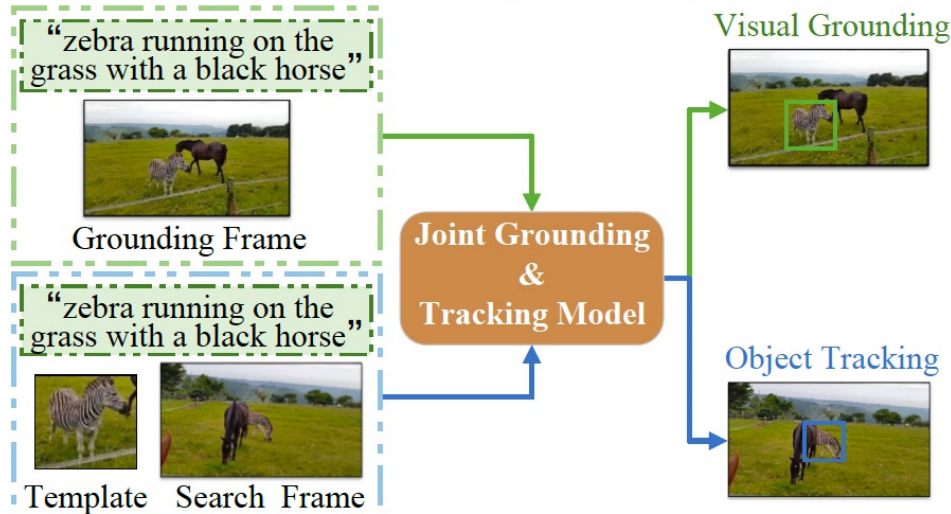 “zebra running on the
grass with a black horse”
Grounding Frame
“zebra running on the
grass with a black horse”
Template
Search Frame
Joint Grounding
&
Tracking Model
Visual Grounding
Object Tracking